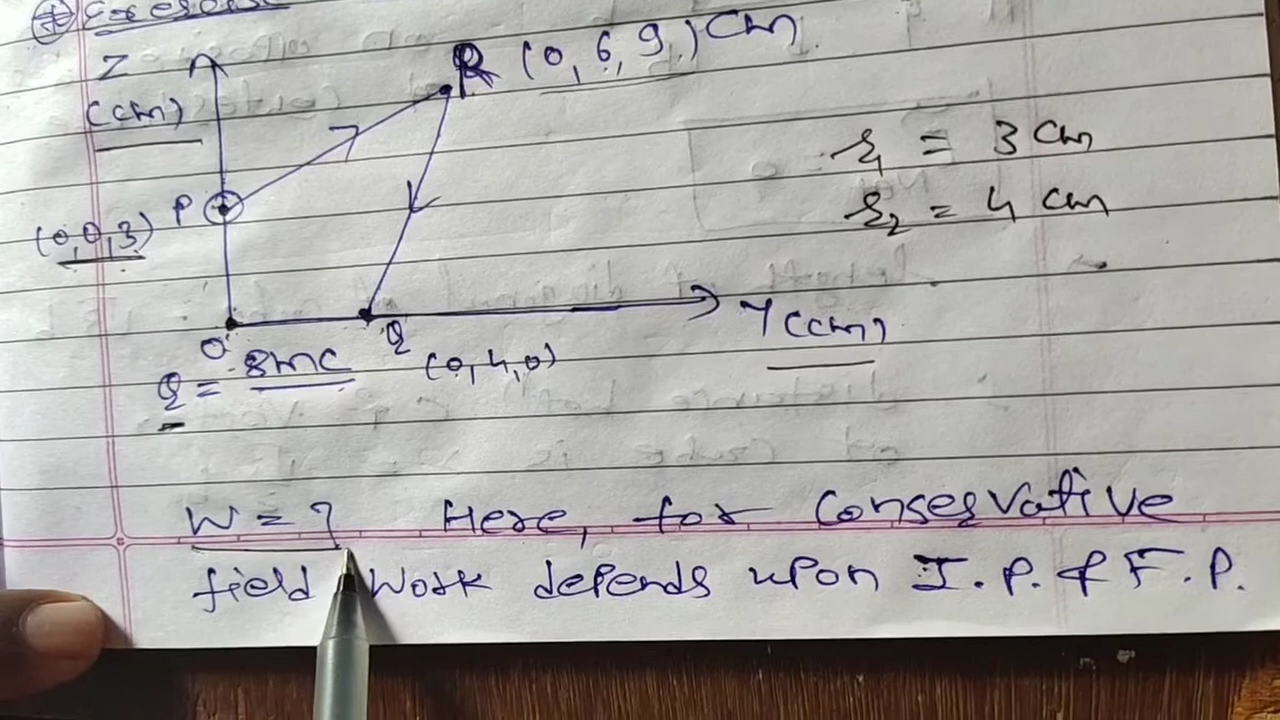 Exercise
Z
(cm)
R (0, 6, 9,) cm
r₁ = 3 cm
r₂ = 4 cm
P
(0,0,3)
O
Q
Y (cm)
Q = 8mC
(0,4,0)
W = ? Here, for conservative
field work depends upon I.P. & F.P.